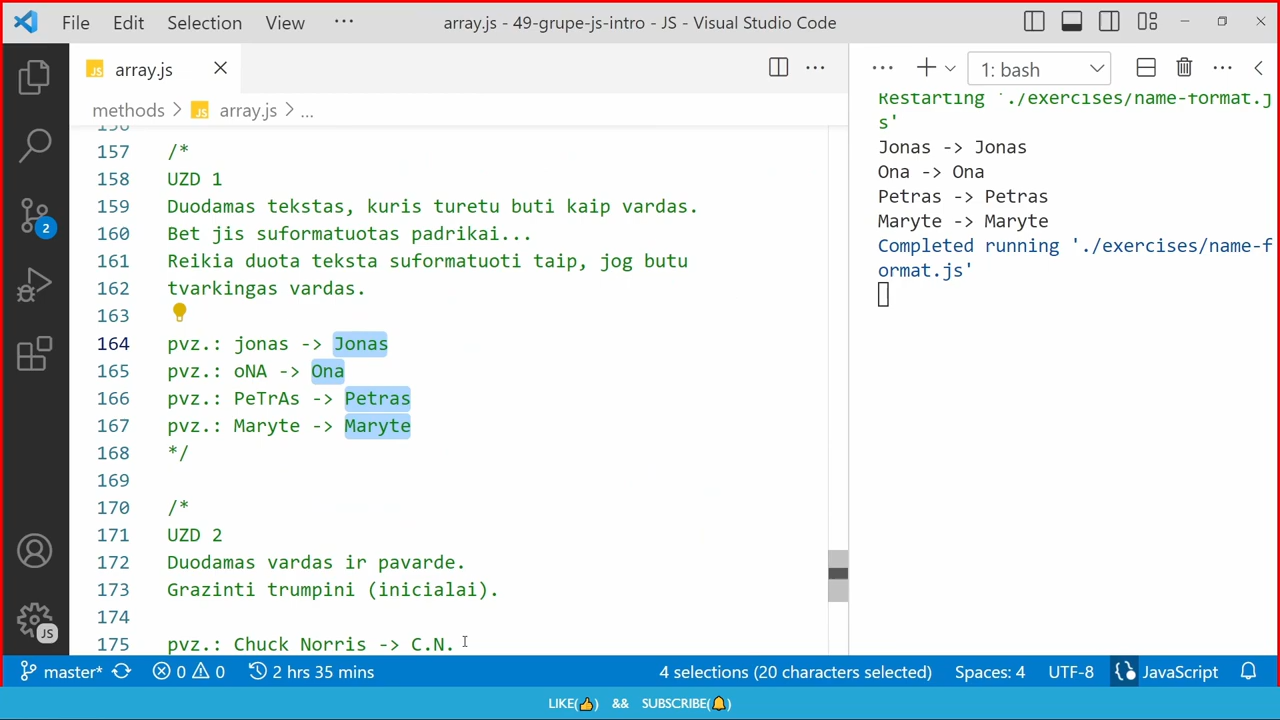 File Edit Selection View ··· array.js - 49-grupe-js-intro - JS - Visual Studio Code
JS array.js
1: bash
methods > JS array.js > ...
156
157 /*
158 UZD 1
159 Duodamas tekstas, kuris turetu buti kaip vardas.
160 Bet jis suformatuotas padrikai...
161 Reikia duota teksta suformatuoti taip, jog butu
162 tvarkingas vardas.
163
164 pvz.: jonas -> Jonas
165 pvz.: oNA -> Ona
166 pvz.: PeTrAs -> Petras
167 pvz.: Maryte -> Maryte
168 */
169
170 /*
171 UZD 2
172 Duodamas vardas ir pavarde.
173 Grazinti trumpini (inicialai).
174
175 pvz.: Chuck Norris -> C.N.
Restarting './exercises/name-format.j
s'
Jonas -> Jonas
Ona -> Ona
Petras -> Petras
Maryte -> Maryte
Completed running './exercises/name-f
ormat.js'
2
JS
master* 0 0 2 hrs 35 mins 4 selections (20 characters selected) Spaces: 4 UTF-8 JavaScript
LIKE(👍) && SUBSCRIBE(🔔)